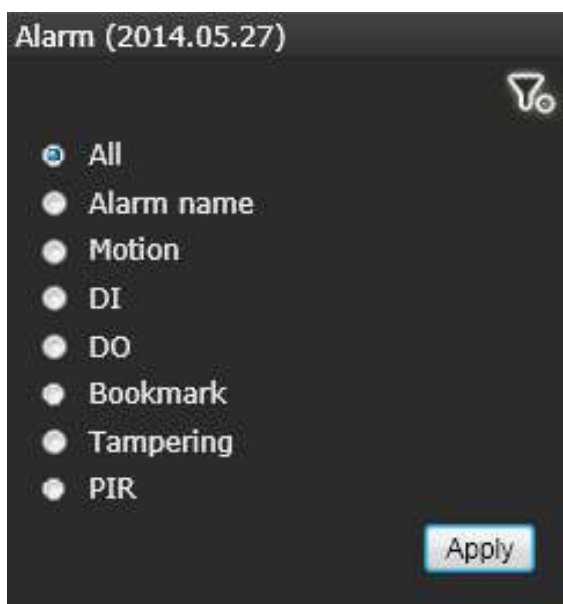 Alarm (2014.05.27)
All
Alarm name
Motion
DI
DO
Bookmark
Tampering
PIR
Apply